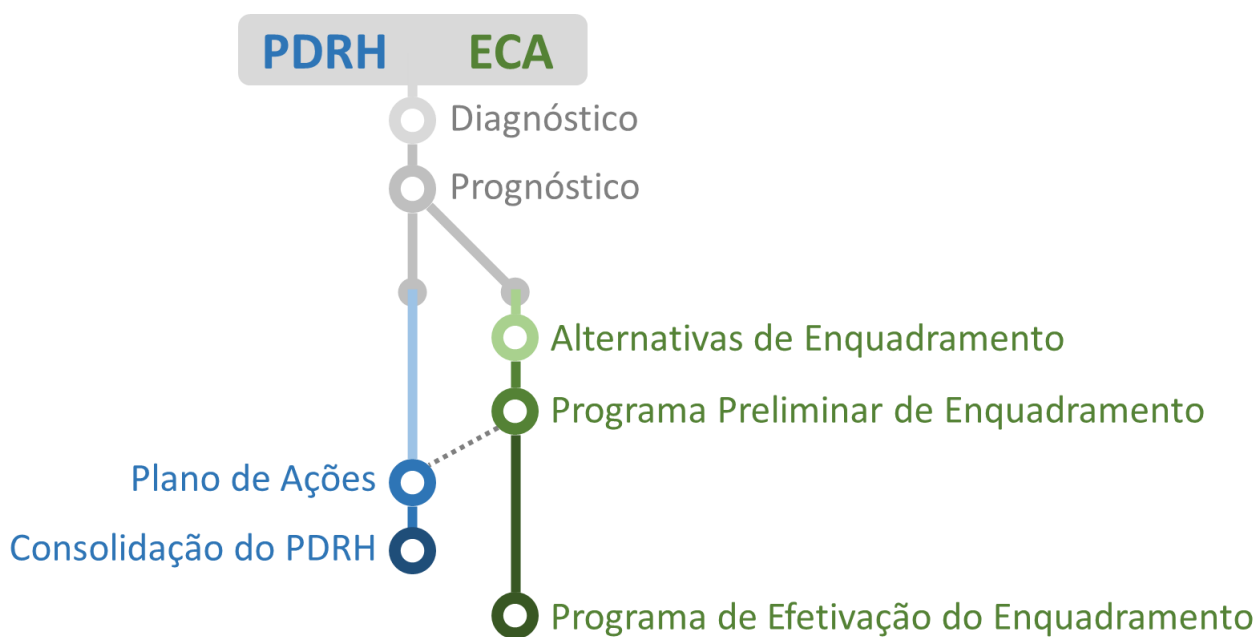 PDRH ECA
Diagnóstico
Prognóstico
Alternativas de Enquadramento
Programa Preliminar de Enquadramento
Plano de Ações
Consolidação do PDRH
Programa de Efetivação do Enquadramento